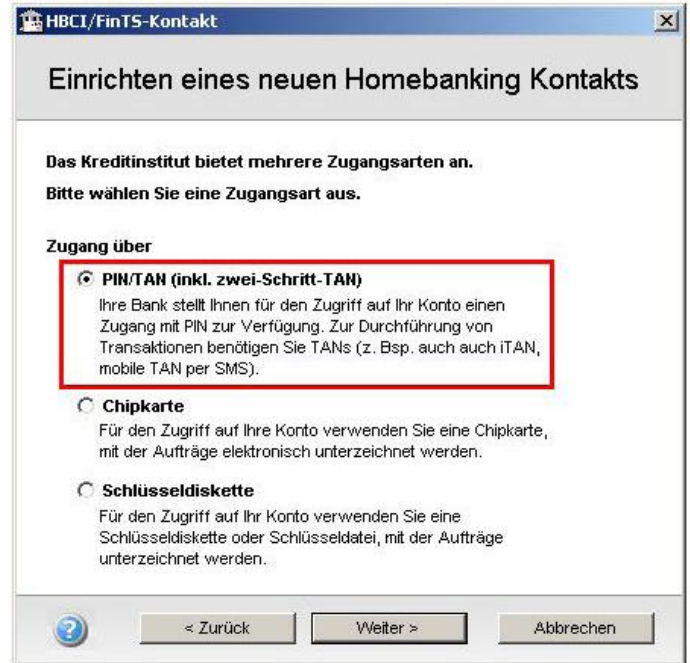 HBCI/FinTS-Kontakt
Einrichten eines neuen Homebanking Kontakts
Das Kreditinstitut bietet mehrere Zugangsarten an.
Bitte wählen Sie eine Zugangsart aus.
Zugang über
PIN/TAN (inkl. zwei-Schritt-TAN)
Ihre Bank stellt Ihnen für den Zugriff auf Ihr Konto einen
Zugang mit PIN zur Verfügung. Zur Durchführung von
Transaktionen benötigen Sie TANs (z. Bsp. auch auch iTAN,
mobile TAN per SMS).
Chipkarte
Für den Zugriff auf Ihre Konto verwenden Sie eine Chipkarte,
mit der Aufträge elektronisch unterzeichnet werden.
Schlüsseldiskette
Für den Zugriff auf Ihr Konto verwenden Sie eine
Schlüsseldiskette oder Schlüsseldatei, mit der Aufträge
unterzeichnet werden.
? < Zurück Weiter > Abbrechen